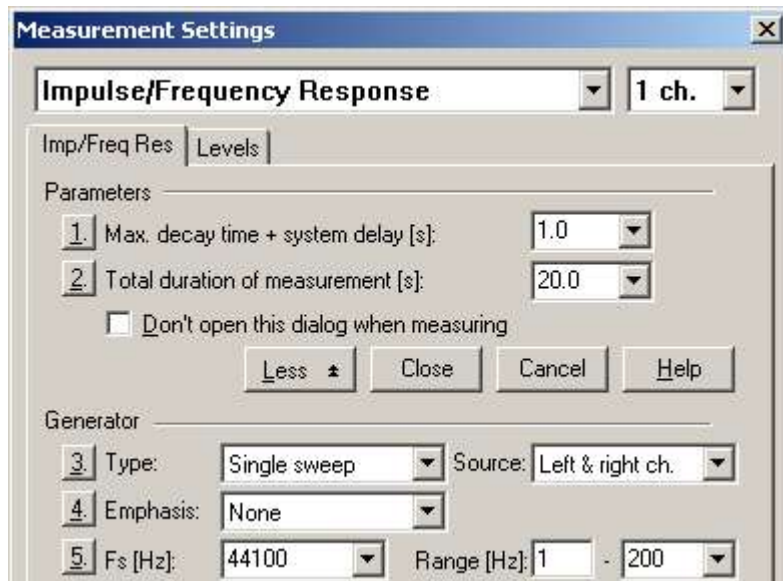 Measurement Settings
Impulse/Frequency Response 1 ch.
Imp/Freq Res Levels
Parameters
1. Max. decay time + system delay [s]: 1.0
2. Total duration of measurement [s]: 20.0
Don't open this dialog when measuring
Less Close Cancel Help
Generator
3. Type: Single sweep Source: Left & right ch.
4. Emphasis: None
5. Fs [Hz]: 44100 Range [Hz]: 1 - 200